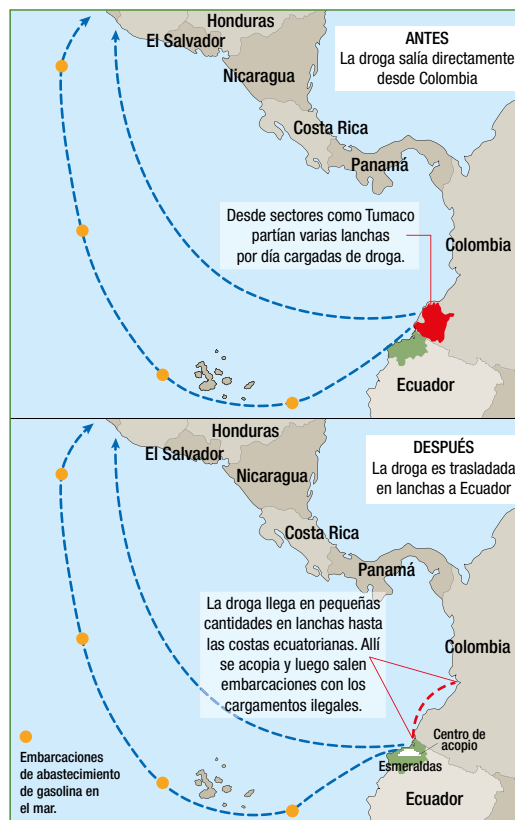 Honduras
El Salvador
Nicaragua
Costa Rica
Panamá
Colombia
Ecuador
ANTES
La droga salía directamente
desde Colombia
Desde sectores como Tumaco
partían varias lanchas
por día cargadas de droga.
Honduras
El Salvador
Nicaragua
Costa Rica
Panamá
Colombia
DESPUÉS
La droga es trasladada
en lanchas a Ecuador
La droga llega en pequeñas
cantidades en lanchas hasta
las costas ecuatorianas. Allí
se acopia y luego salen
embarcaciones con los
cargamentos ilegales.
Centro de
acopio
Esmeraldas
Ecuador
Embarcaciones
de abastecimiento
de gasolina en
el mar.